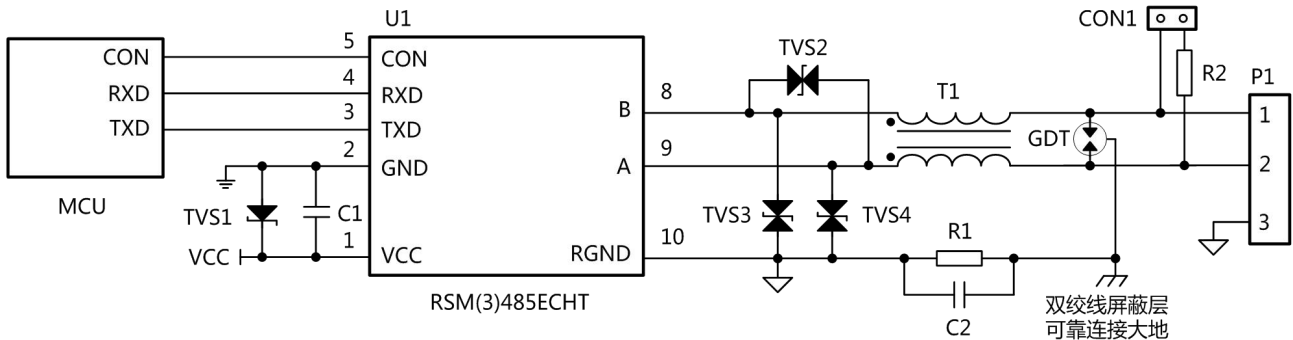 U1
CON1
MCU
CON
RXD
TXD
5
4
3
2
1
CON
RXD
TXD
GND
VCC
B
A
RGND
8
9
10
RSM(3)485ECHT
TVS1
C1
VCC
TVS2
TVS3
TVS4
T1
GDT
R2
P1
1
2
3
R1
C2
双绞线屏蔽层
可靠连接大地